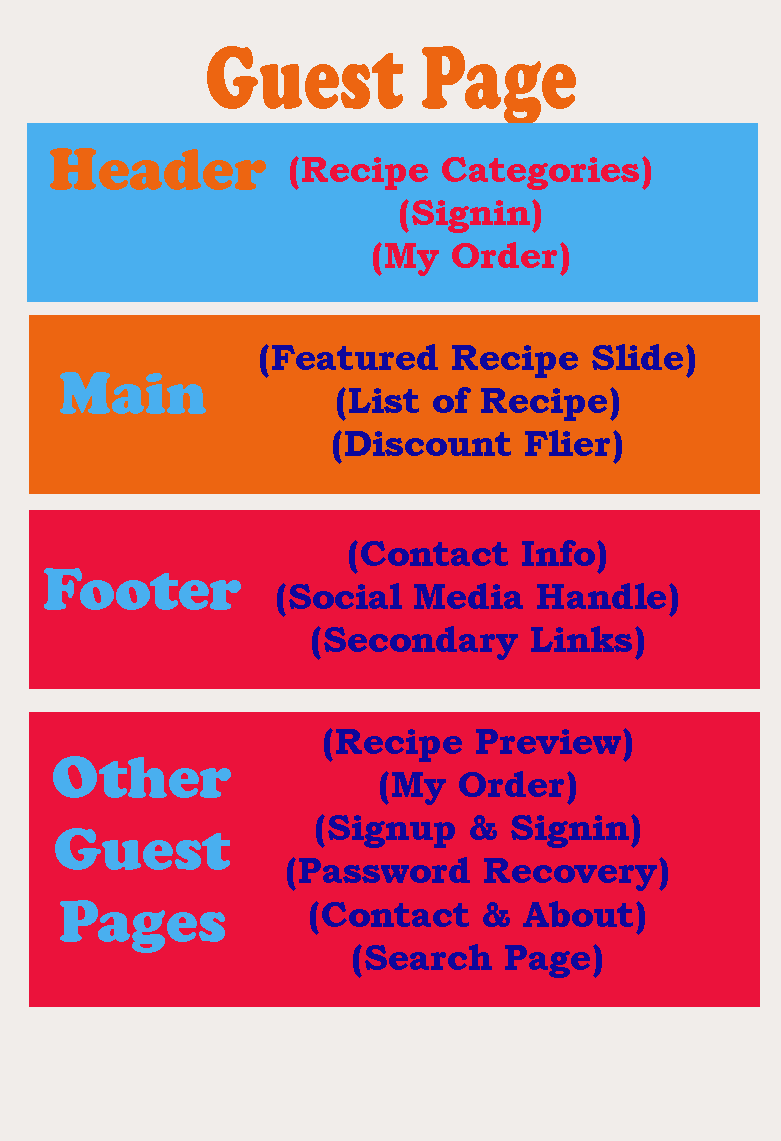 Guest Page
Header
(Recipe Categories)
(Signin)
(My Order)
Main
(Featured Recipe Slide)
(List of Recipe)
(Discount Flier)
Footer
(Contact Info)
(Social Media Handle)
(Secondary Links)
Other
Guest
Pages
(Recipe Preview)
(My Order)
(Signup & Signin)
(Password Recovery)
(Contact & About)
(Search Page)